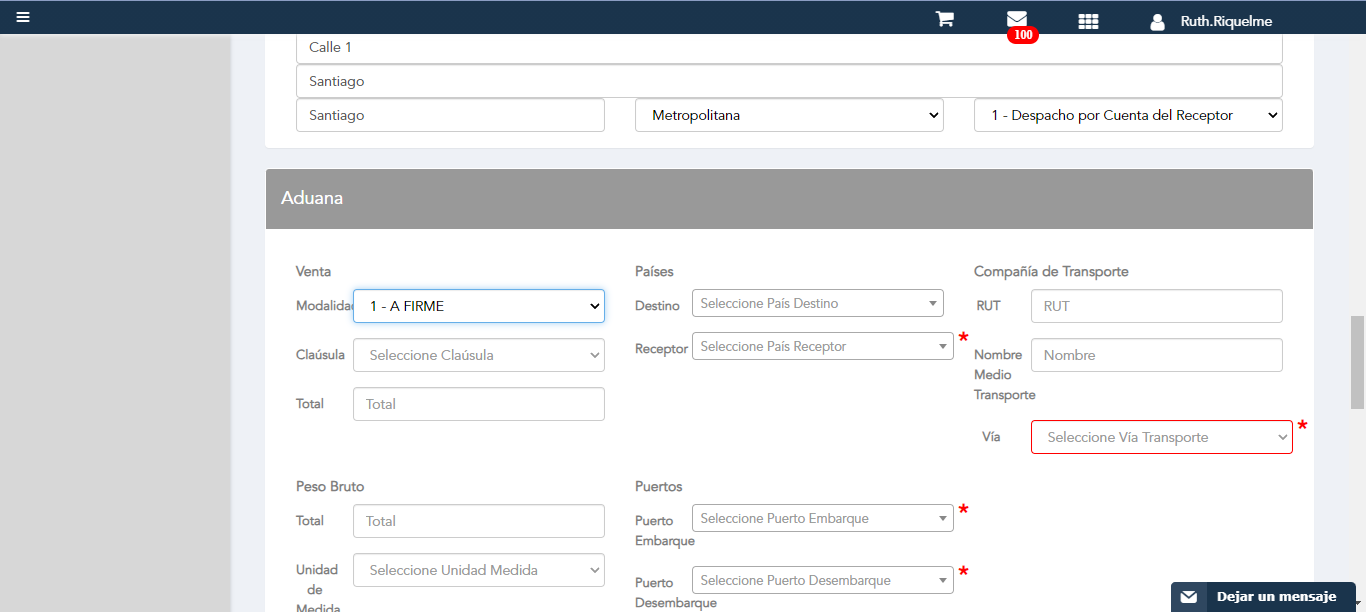 Ruth.Riquelme
100
Calle 1
Santiago
Santiago Metropolitana 1 - Despacho por Cuenta del Receptor
Aduana
Venta Países Compañía de Transporte
Modalidad 1 - A FIRME Destino Seleccione País Destino RUT RUT
Receptor Seleccione País Receptor *
Claúsula Seleccione Claúsula Nombre Medio Transporte Nombre
Total Total
Vía Seleccione Vía Transporte *
Peso Bruto Puertos
Total Total Puerto Embarque Seleccione Puerto Embarque *
Unidad de Medida Seleccione Unidad Medida Puerto Desembarque Seleccione Puerto Desembarque *
Dejar un mensaje